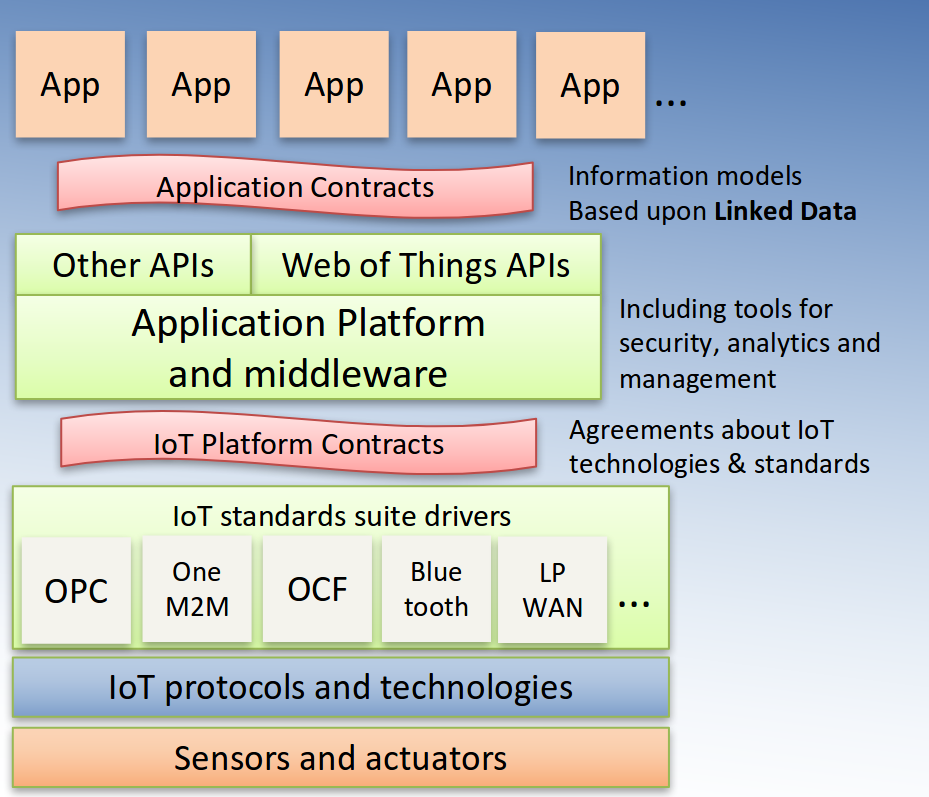 App App App App App ...
Application Contracts
Information models
Based upon Linked Data
Other APIs Web of Things APIs
Application Platform
and middleware
Including tools for
security, analytics and
management
IoT Platform Contracts
Agreements about IoT
technologies & standards
IoT standards suite drivers
OPC
One
M2M
OCF
Blue
tooth
LP
WAN
...
IoT protocols and technologies
Sensors and actuators